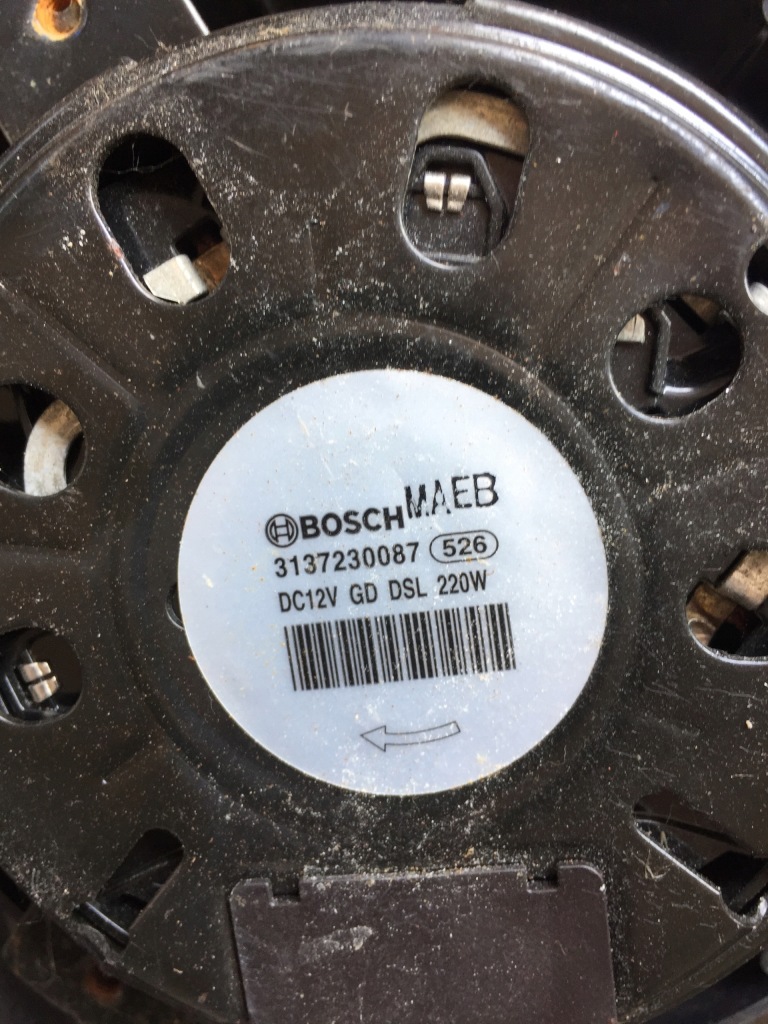 BOSCH MAEB
3137230087 526
DC12V GD DSL 220W